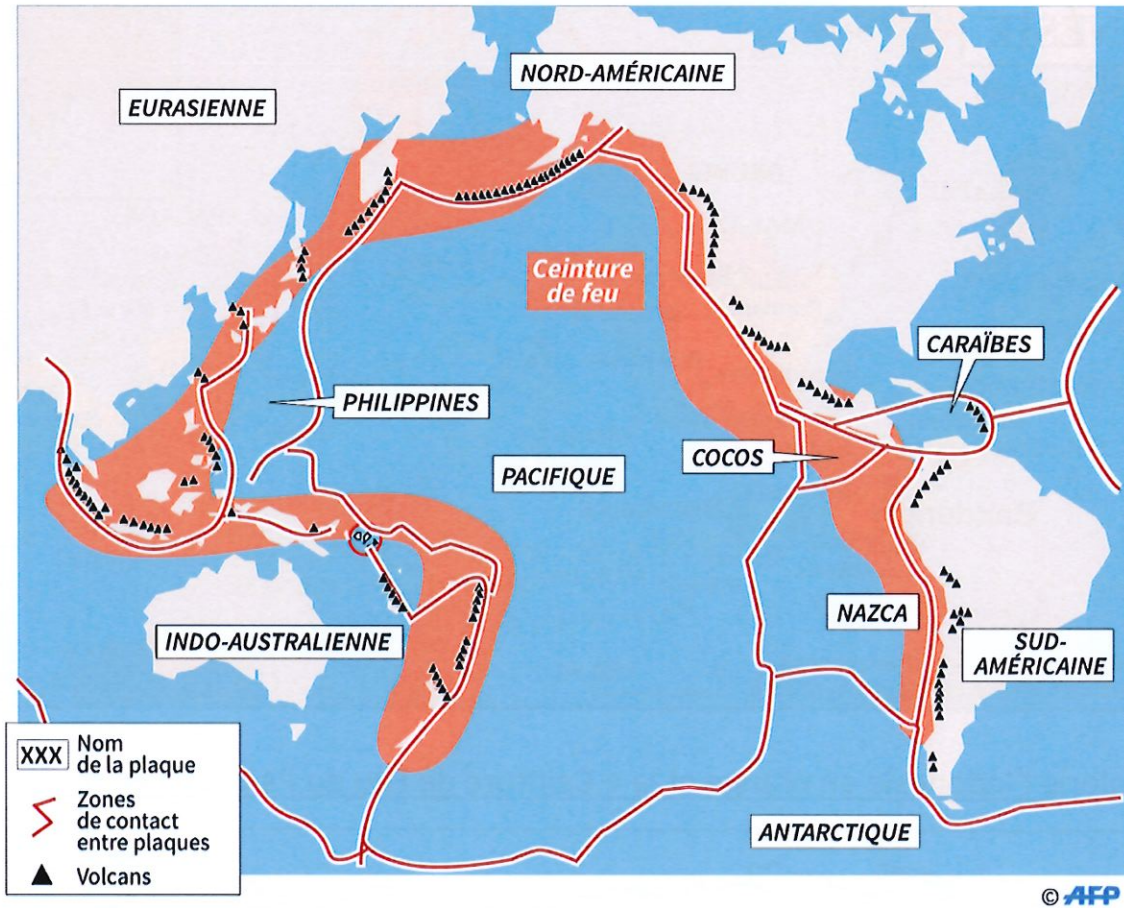 NORD-AMÉRICAINE
EURASIENNE
Ceinture
de feu
CARAÏBES
PHILIPPINES
COCOS
PACIFIQUE
NAZCA
INDO-AUSTRALIENNE
SUD-
AMÉRICAINE
XXX Nom
de la plaque
Zones
de contact
entre plaques
Volcans
ANTARCTIQUE
© AFP